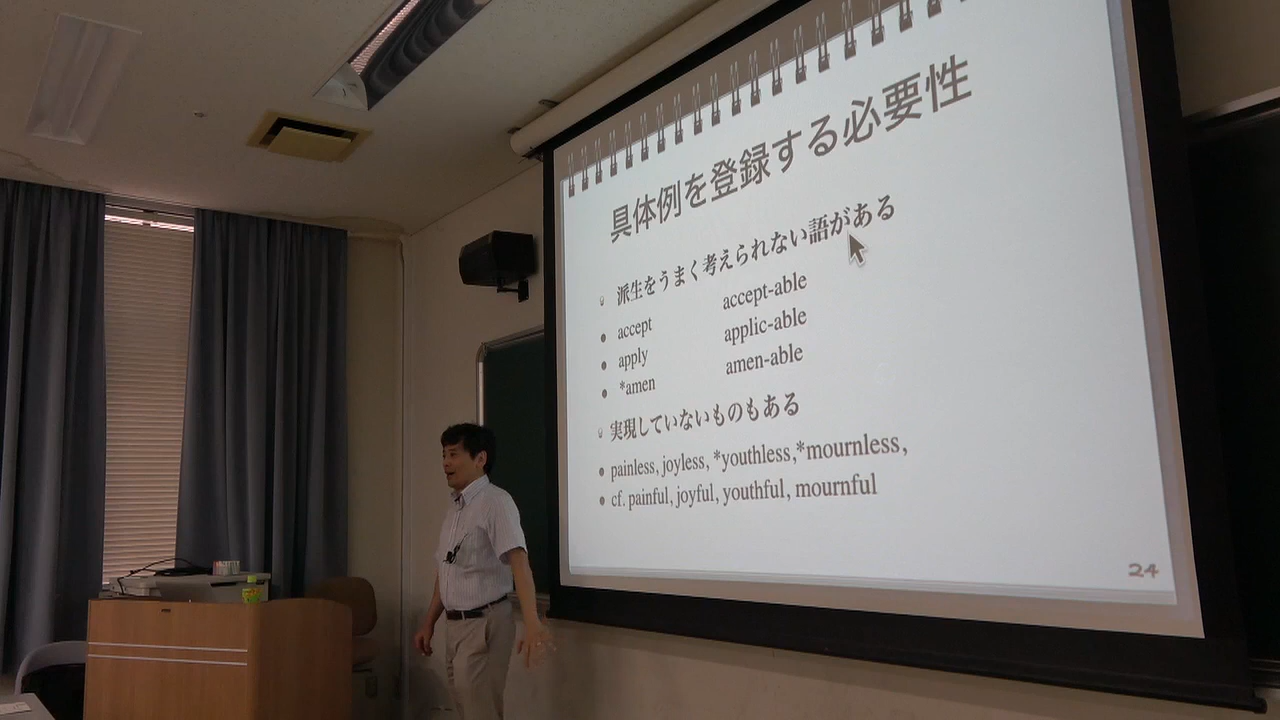 具体例を登録する必要性
派生をうまく考えられない語がある
accept accept-able
apply applic-able
*amen amen-able
実現していないものもある
painless, joyless, *youthless,*mournless,
cf. painful, joyful, youthful, mournful
24